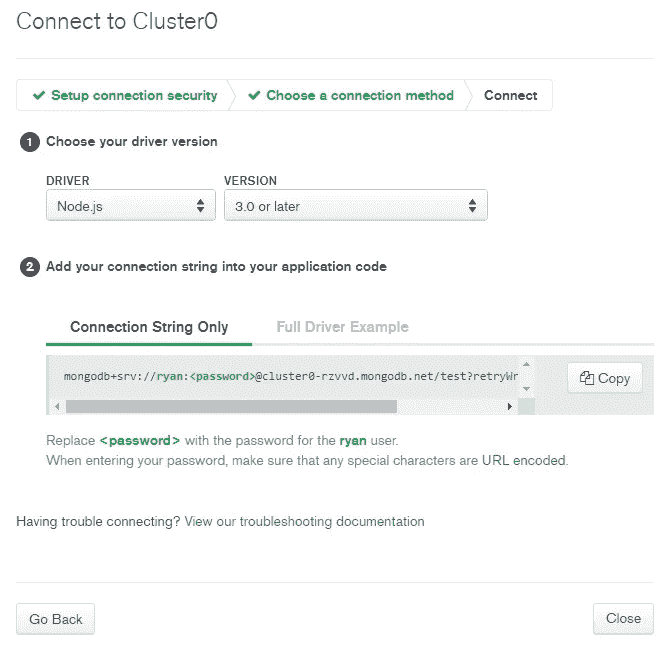 Connect to Cluster0
✔ Setup connection security ✔ Choose a connection method Connect
1 Choose your driver version
DRIVER VERSION
Node.js 3.0 or later
2 Add your connection string into your application code
Connection String Only Full Driver Example
mongodb+srv://ryan:<password>@cluster0-rzvvd.mongodb.net/test?retryWr
Copy
Replace <password> with the password for the ryan user.
When entering your password, make sure that any special characters are URL encoded.
Having trouble connecting? View our troubleshooting documentation
Go Back Close